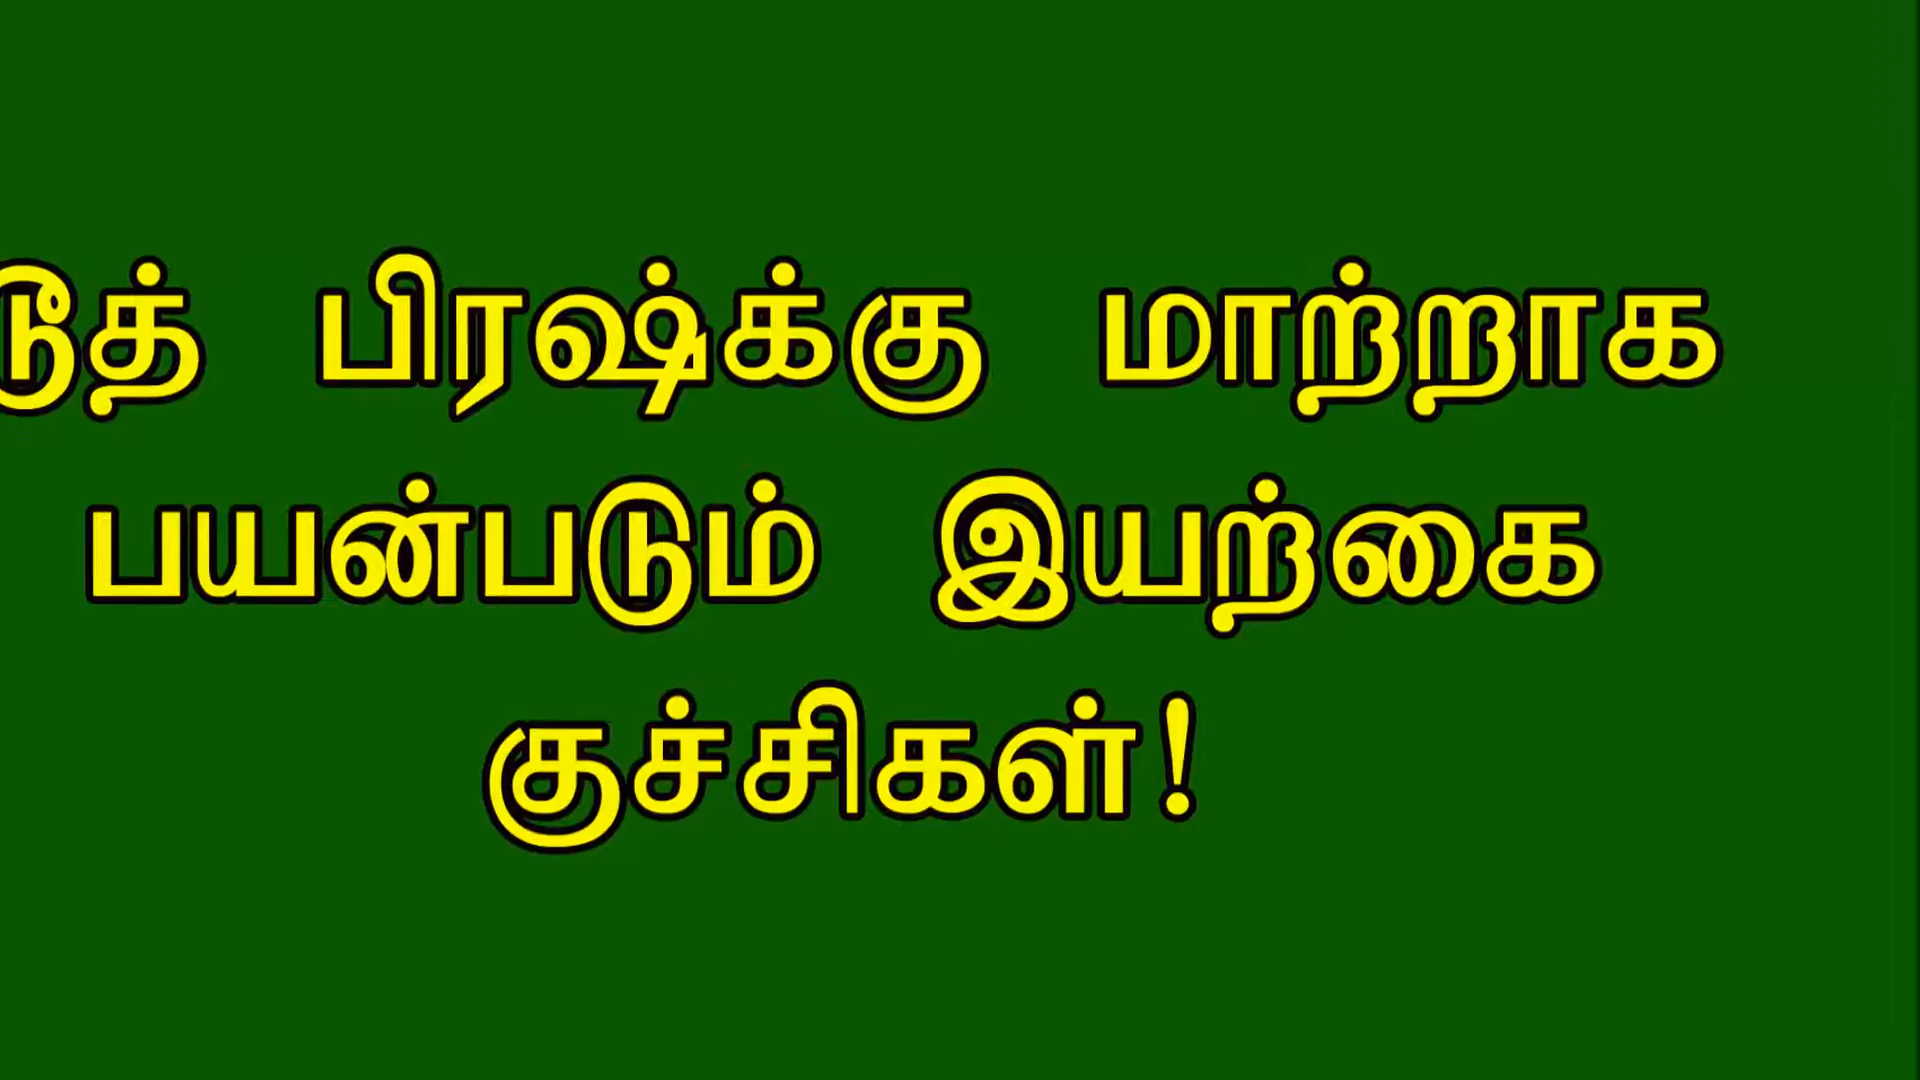 டூத் பிரஷ்க்கு மாற்றாக
பயன்படும் இயற்கை
குச்சிகள்!